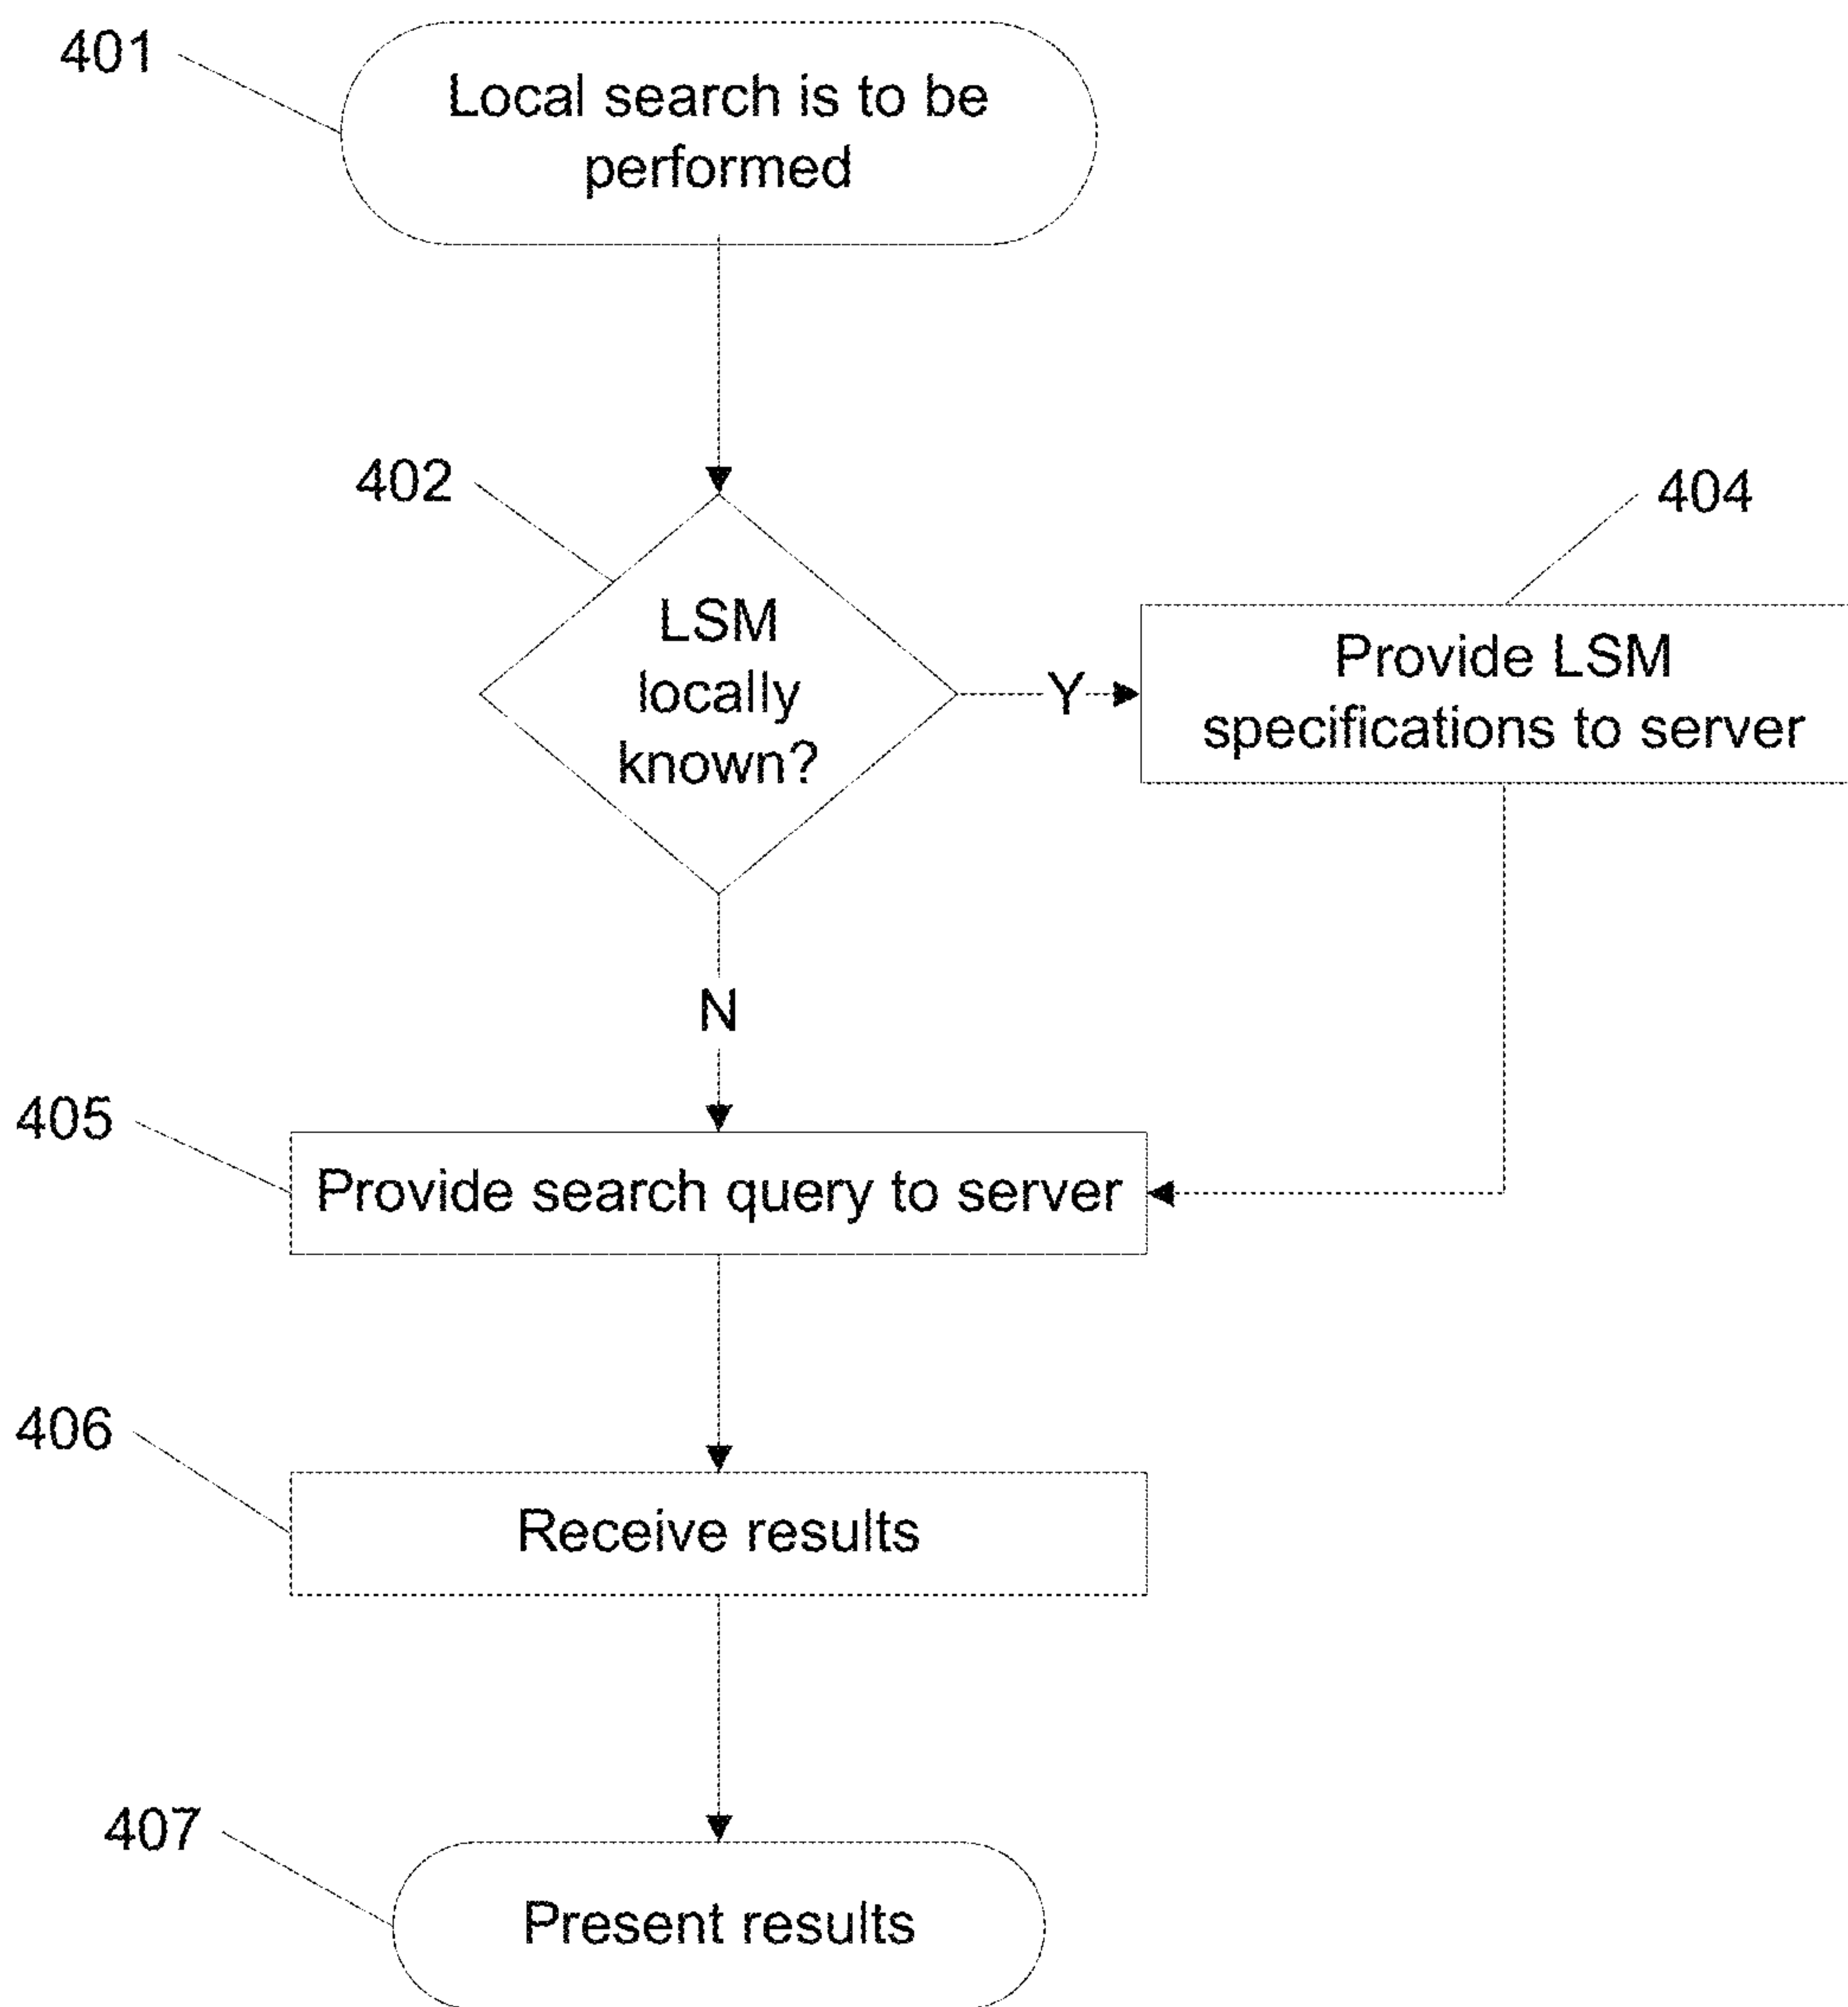 401
Local search is to be
performed
402
LSM
locally
known?
Y
404
Provide LSM
specifications to server
N
405
Provide search query to server
406
Receive results
407
Present results